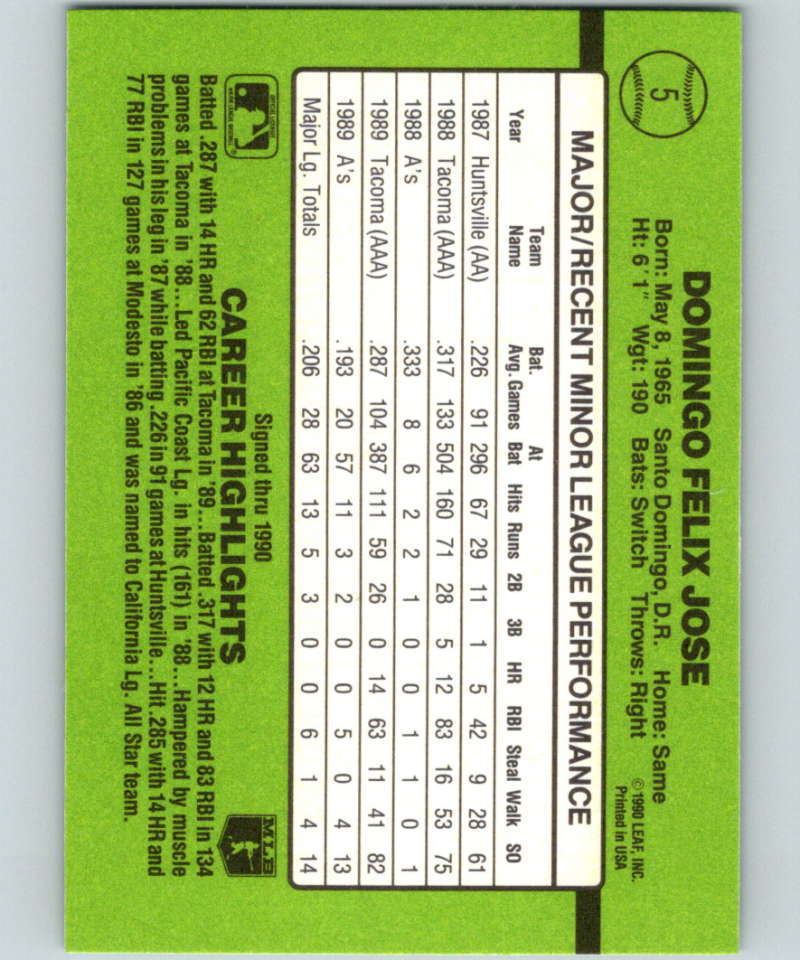 5
DOMINGO FELIX JOSE
Born: May 8, 1965 Santo Domingo, D.R. Home: Same
Ht: 6'1" Wgt: 190 Bats: Switch Throws: Right
©1990 LEAF, INC.
Printed in USA
MAJOR/RECENT MINOR LEAGUE PERFORMANCE
Team Bat. At
Year Name Avg. Games Bat Hits Runs 2B 3B HR RBI Steal Walk SO
1987 Huntsville (AA) .226 91 296 67 29 11 1 5 42 9 28 61
1988 Tacoma (AAA) .317 133 504 160 71 28 5 12 83 16 53 75
1988 A's .333 8 6 2 2 1 0 0 1 1 0 1
1989 Tacoma (AAA) .287 104 387 111 59 26 0 14 63 11 41 82
1989 A's .193 20 57 11 3 2 0 0 5 0 4 13
Major Lg. Totals .206 28 63 13 5 3 0 0 6 1 4 14
Signed thru 1990
CAREER HIGHLIGHTS
MLB
Batted .287 with 14 HR and 62 RBI at Tacoma in '89...Batted .317 with 12 HR and 83 RBI in 134
games at Tacoma in '88...Led Pacific Coast Lg. in hits (161) in '88...Hampered by muscle
problems in his leg in '87 while batting .226 in 91 games at Huntsville...Hit .285 with 14 HR and
77 RBI in 127 games at Modesto in '86 and was named to California Lg. All Star team.